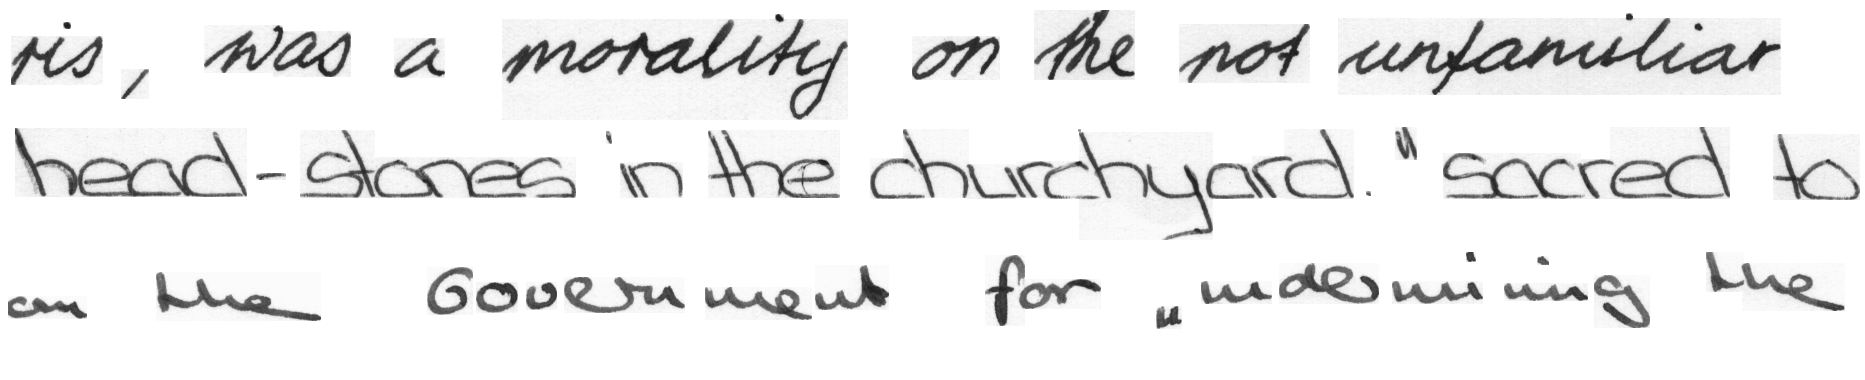 ris, was a morality on the not unfamiliar
head-stones in the churchyard. "sacred to
on the Government for "undermining the